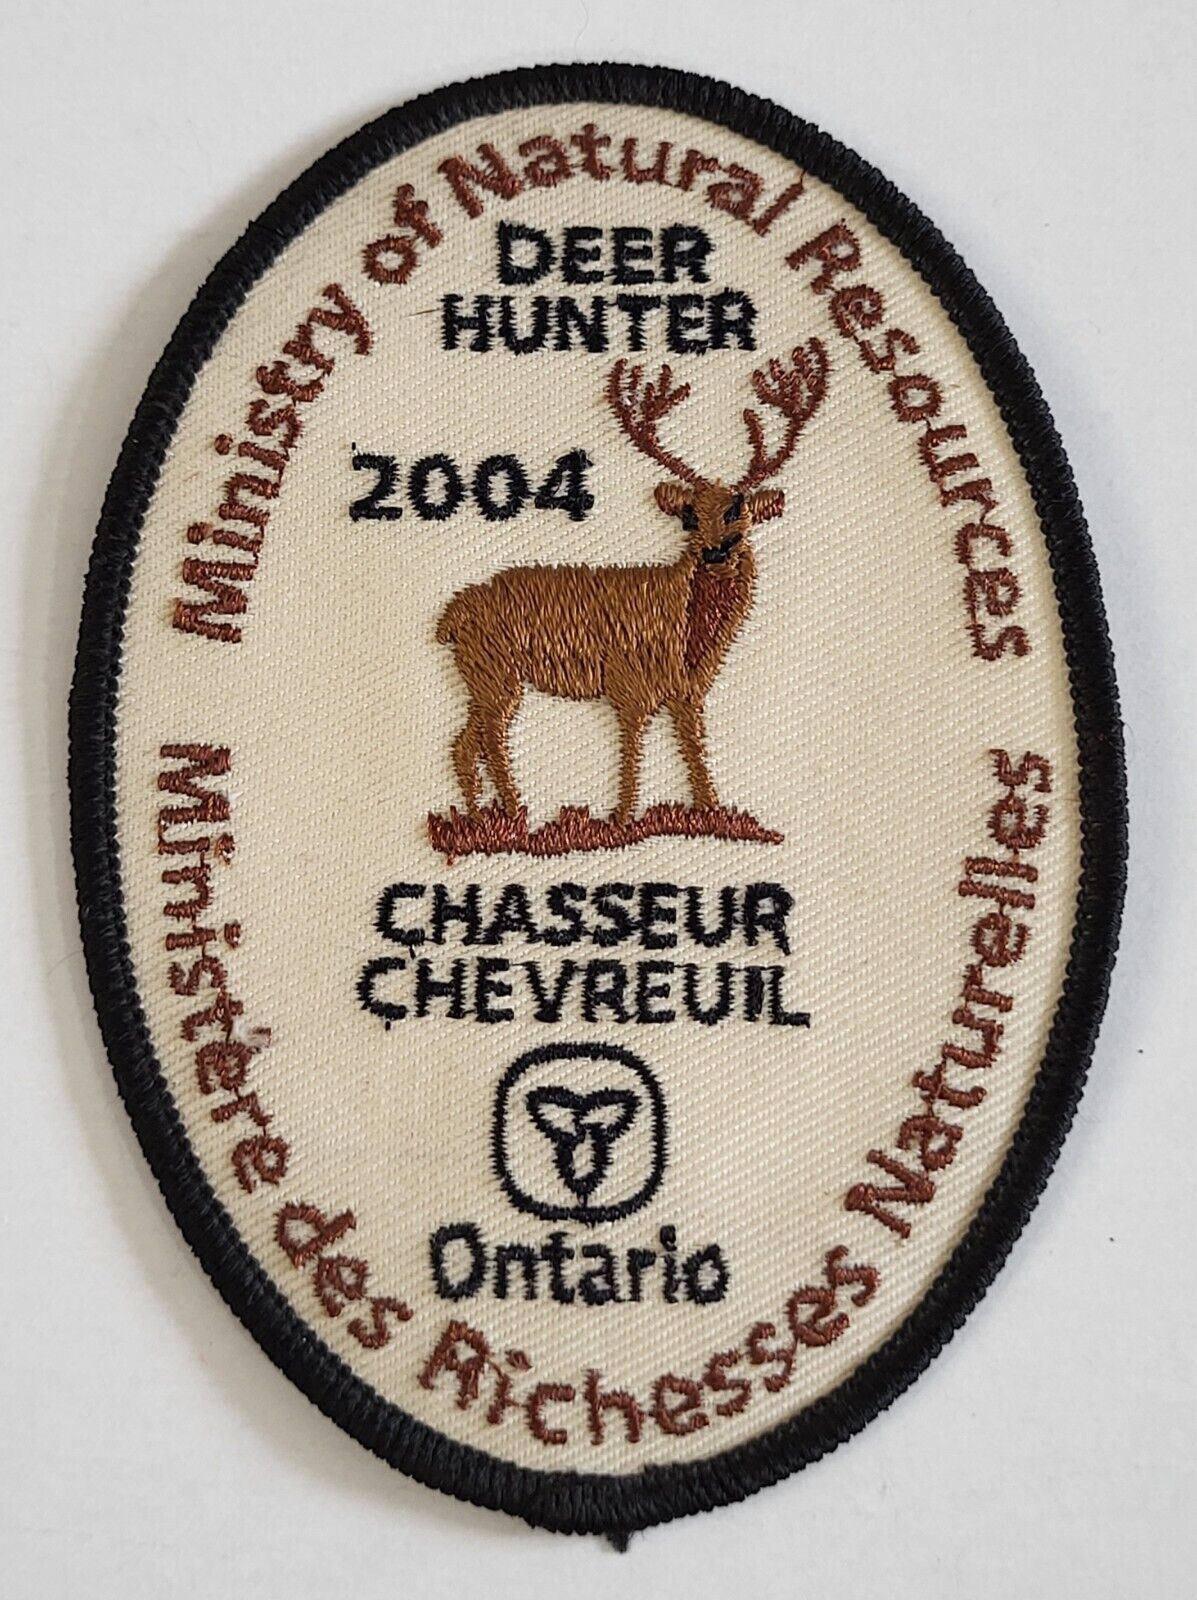 Ministry of Natural Resources
DEER
HUNTER
2004
CHASSEUR
CHEVREUIL
Ontario
Ministère des Richesses Naturelles